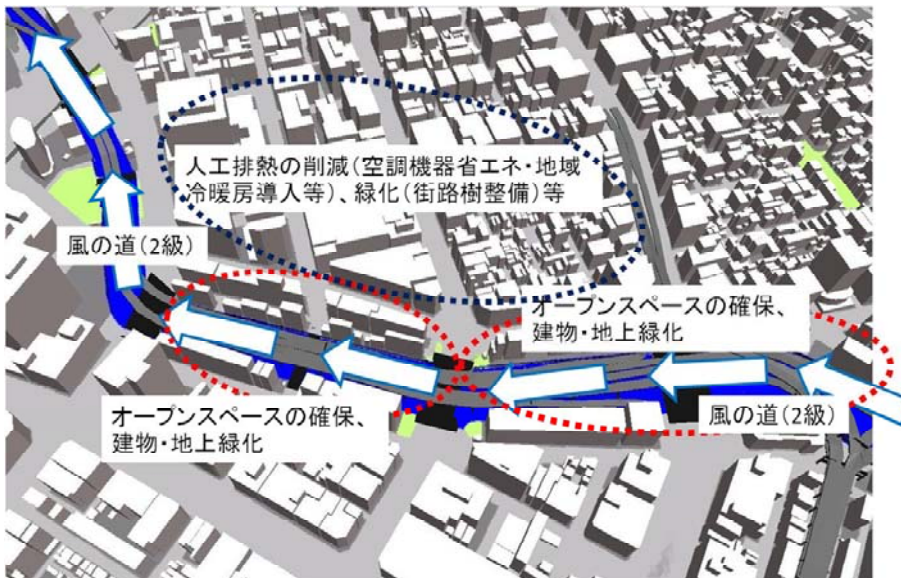 人工排熱の削減(空調機器省エネ・地域
冷暖房導入等)、緑化(街路樹整備)等
風の道(2級)
オープンスペースの確保、
建物・地上緑化
オープンスペースの確保、
建物・地上緑化
風の道(2級)